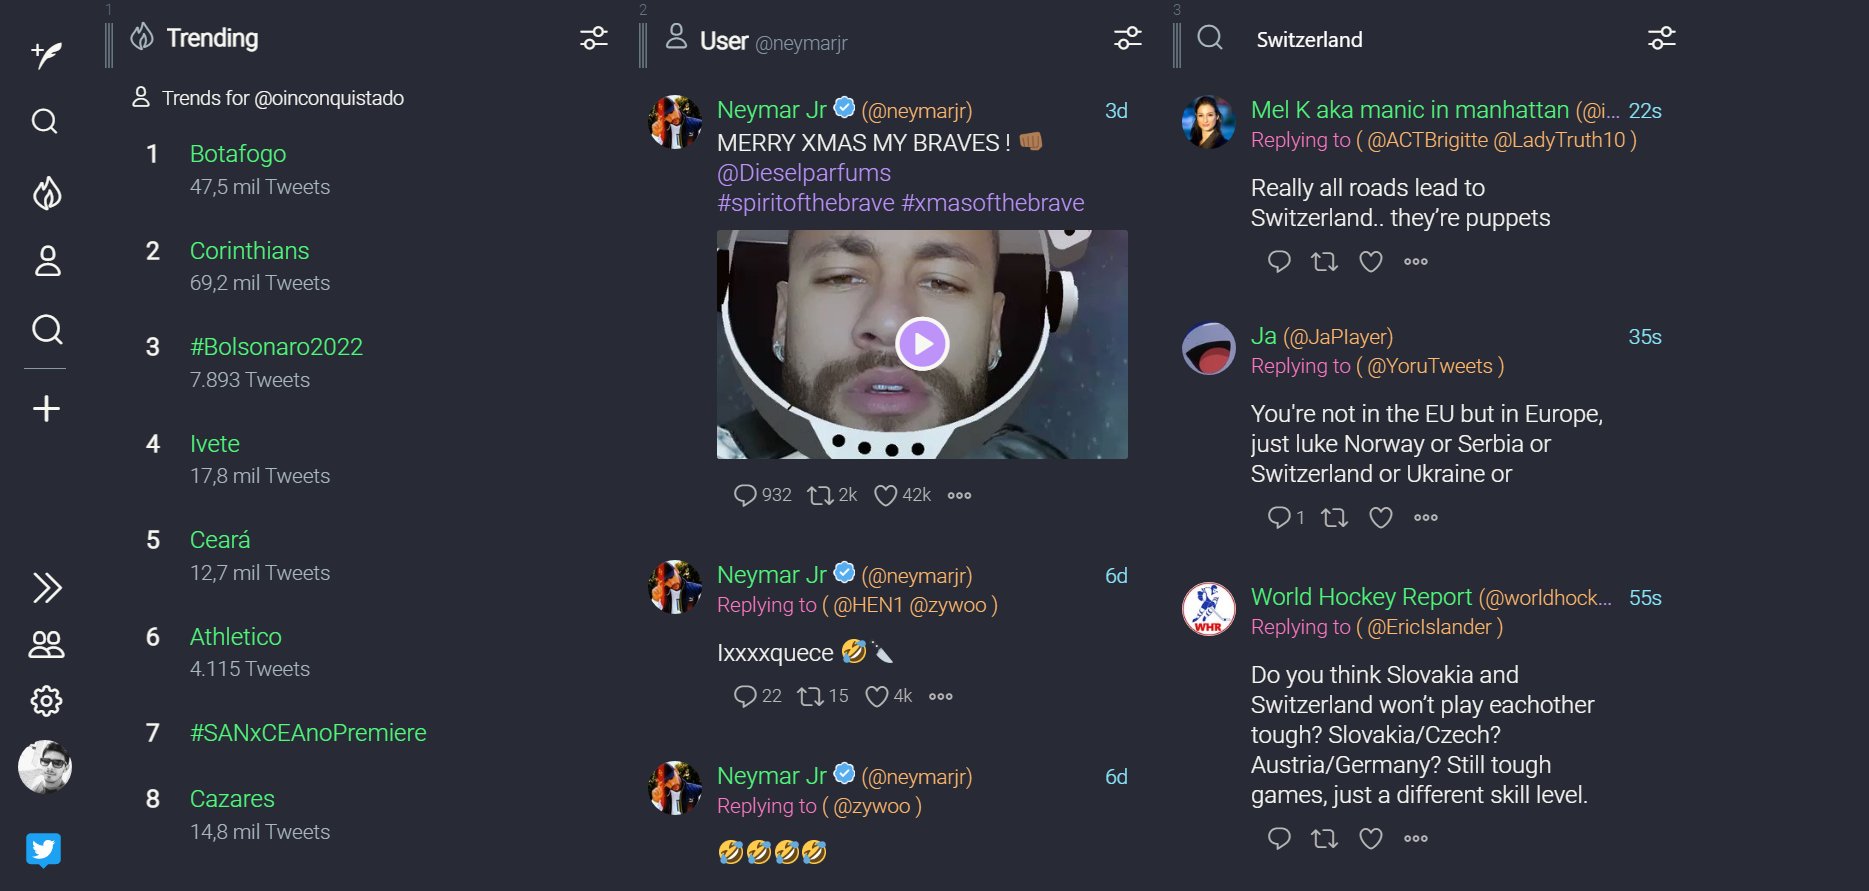 1
Trending
Trends for @oinconquistado
1
Botafogo
47,5 mil Tweets
2
Corinthians
69,2 mil Tweets
3
#Bolsonaro2022
7.893 Tweets
4
Ivete
17,8 mil Tweets
5
Ceará
12,7 mil Tweets
6
Athletico
4.115 Tweets
7
#SANxCEAnoPremiere
8
Cazares
14,8 mil Tweets
2
User @neymarjr
Neymar Jr (@neymarjr) 3d
MERRY XMAS MY BRAVES ! 👊🏾
@Dieselparfums
#spiritofthebrave #xmasofthebrave
932 2k 42k
Neymar Jr (@neymarjr) 6d
Replying to ( @HEN1 @zywoo )
Ixxxxquece 🤣🔪
22 15 4k
Neymar Jr (@neymarjr) 6d
Replying to ( @zywoo )
🤣🤣🤣🤣
3
Switzerland
Mel K aka manic in manhattan (@i... 22s
Replying to ( @ACTBrigitte @LadyTruth10 )
Really all roads lead to
Switzerland.. they’re puppets
Ja (@JaPlayer) 35s
Replying to ( @YoruTweets )
You're not in the EU but in Europe,
just luke Norway or Serbia or
Switzerland or Ukraine or
1
WHR
World Hockey Report (@worldhock... 55s
Replying to ( @EricIslander )
Do you think Slovakia and
Switzerland won’t play eachother
tough? Slovakia/Czech?
Austria/Germany? Still tough
games, just a different skill level.